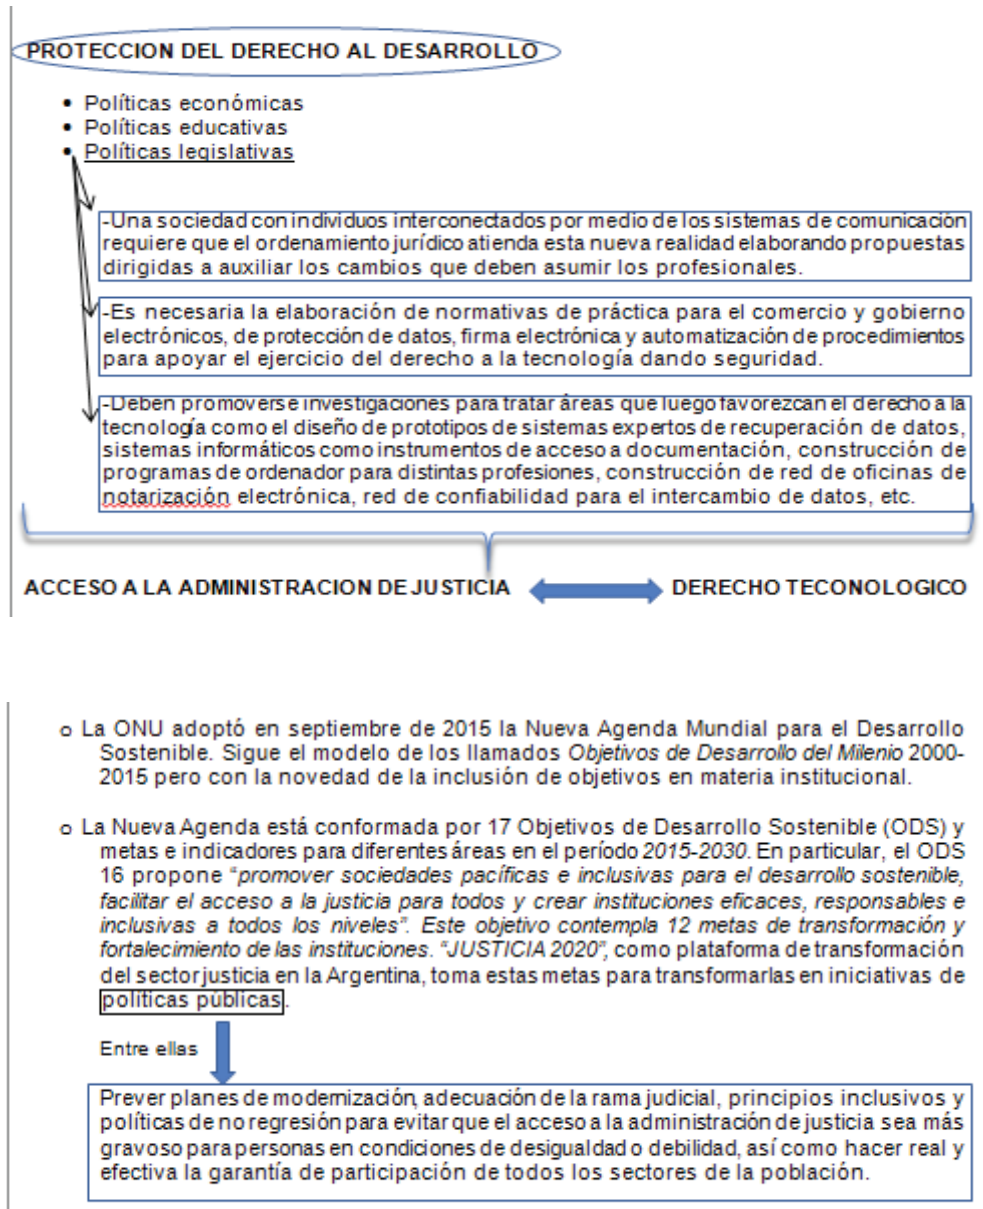 PROTECCION DEL DERECHO AL DESARROLLO
• Políticas económicas
• Políticas educativas
• Políticas legislativas
-Una sociedad con individuos interconectados por medio de los sistemas de comunicación
requiere que el ordenamiento jurídico atienda esta nueva realidad elaborando propuestas
dirigidas a auxiliar los cambios que deben asumir los profesionales.
-Es necesaria la elaboración de normativas de práctica para el comercio y gobierno
electrónicos, de protección de datos, firma electrónica y automatización de procedimientos
para apoyar el ejercicio del derecho a la tecnología dando seguridad.
-Deben promoverse investigaciones para tratar áreas que luego favorezcan el derecho a la
tecnología como el diseño de prototipos de sistemas expertos de recuperación de datos,
sistemas informáticos como instrumentos de acceso a documentación, construcción de
programas de ordenador para distintas profesiones, construcción de red de oficinas de
notarización electrónica, red de confiabilidad para el intercambio de datos, etc.
ACCESO A LA ADMINISTRACION DE JUSTICIA DERECHO TECONOLOGICO
o La ONU adoptó en septiembre de 2015 la Nueva Agenda Mundial para el Desarrollo
Sostenible. Sigue el modelo de los llamados Objetivos de Desarrollo del Milenio 2000-
2015 pero con la novedad de la inclusión de objetivos en materia institucional.
o La Nueva Agenda está conformada por 17 Objetivos de Desarrollo Sostenible (ODS) y
metas e indicadores para diferentes áreas en el período 2015-2030. En particular, el ODS
16 propone “promover sociedades pacíficas e inclusivas para el desarrollo sostenible,
facilitar el acceso a la justicia para todos y crear instituciones eficaces, responsables e
inclusivas a todos los niveles”. Este objetivo contempla 12 metas de transformación y
fortalecimiento de las instituciones. “JUSTICIA 2020”, como plataforma de transformación
del sector justicia en la Argentina, toma estas metas para transformarlas en iniciativas de
políticas públicas.
Entre ellas
Prever planes de modernización, adecuación de la rama judicial, principios inclusivos y
políticas de no regresión para evitar que el acceso a la administración de justicia sea más
gravoso para personas en condiciones de desigualdad o debilidad, así como hacer real y
efectiva la garantía de participación de todos los sectores de la población.